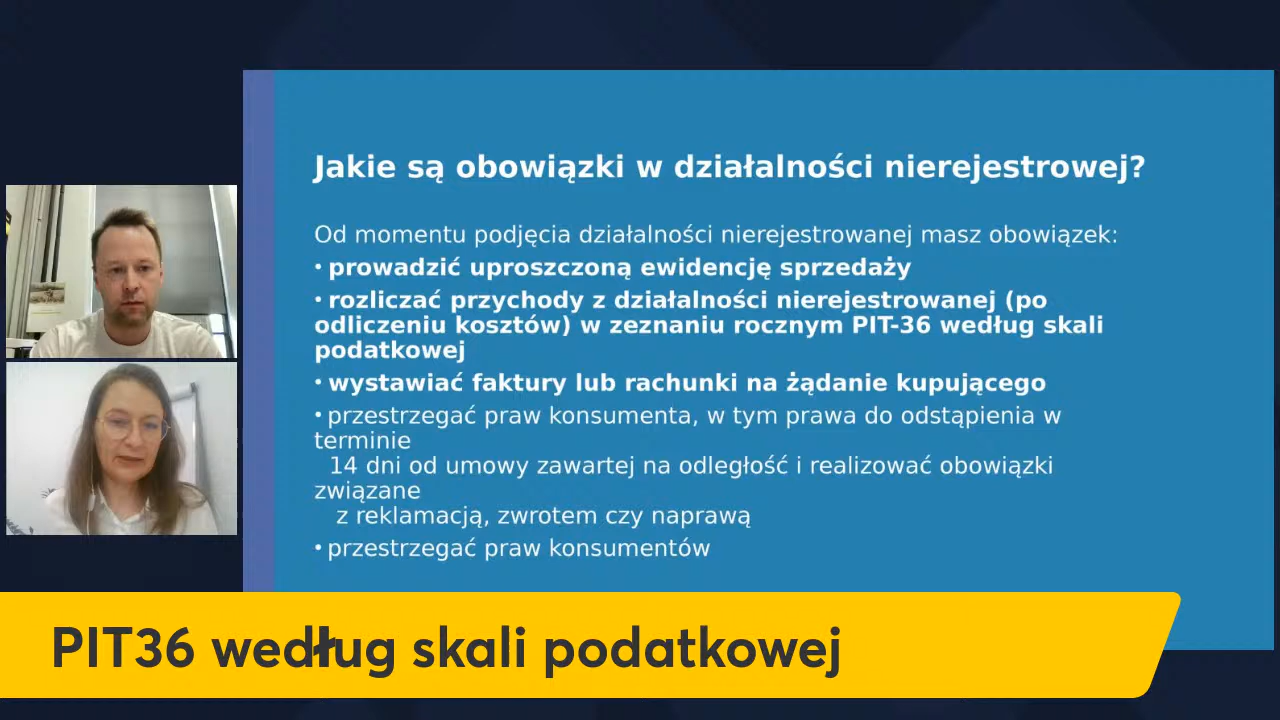 Jakie są obowiązki w działalności nierejestrowej?
Od momentu podjęcia działalności nierejestrowanej masz obowiązek:
• prowadzić uproszczoną ewidencję sprzedaży
• rozliczać przychody z działalności nierejestrowanej (po
odliczeniu kosztów) w zeznaniu rocznym PIT-36 według skali
podatkowej
• wystawiać faktury lub rachunki na żądanie kupującego
• przestrzegać praw konsumenta, w tym prawa do odstąpienia w
terminie
14 dni od umowy zawartej na odległość i realizować obowiązki
związane
z reklamacją, zwrotem czy naprawą
• przestrzegać praw konsumentów
PIT36 według skali podatkowej